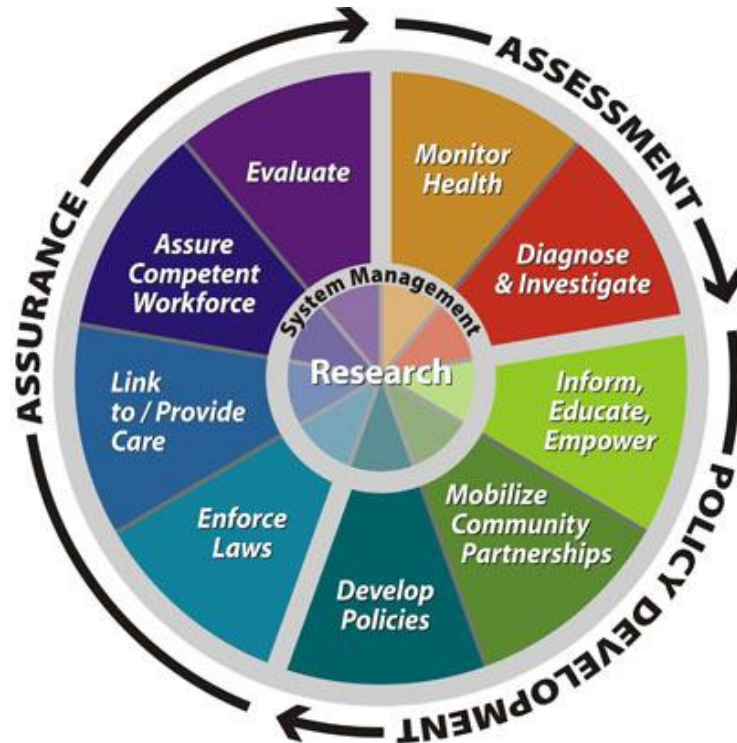 ASSESSMENT
Monitor
Health
Diagnose
& Investigate
Inform,
Educate,
Empower
POLICY DEVELOPMENT
Mobilize
Community
Partnerships
Develop
Policies
Enforce
Laws
Link
to / Provide
Care
Assure
Competent
Workforce
Evaluate
ASSURANCE
System Management
Research